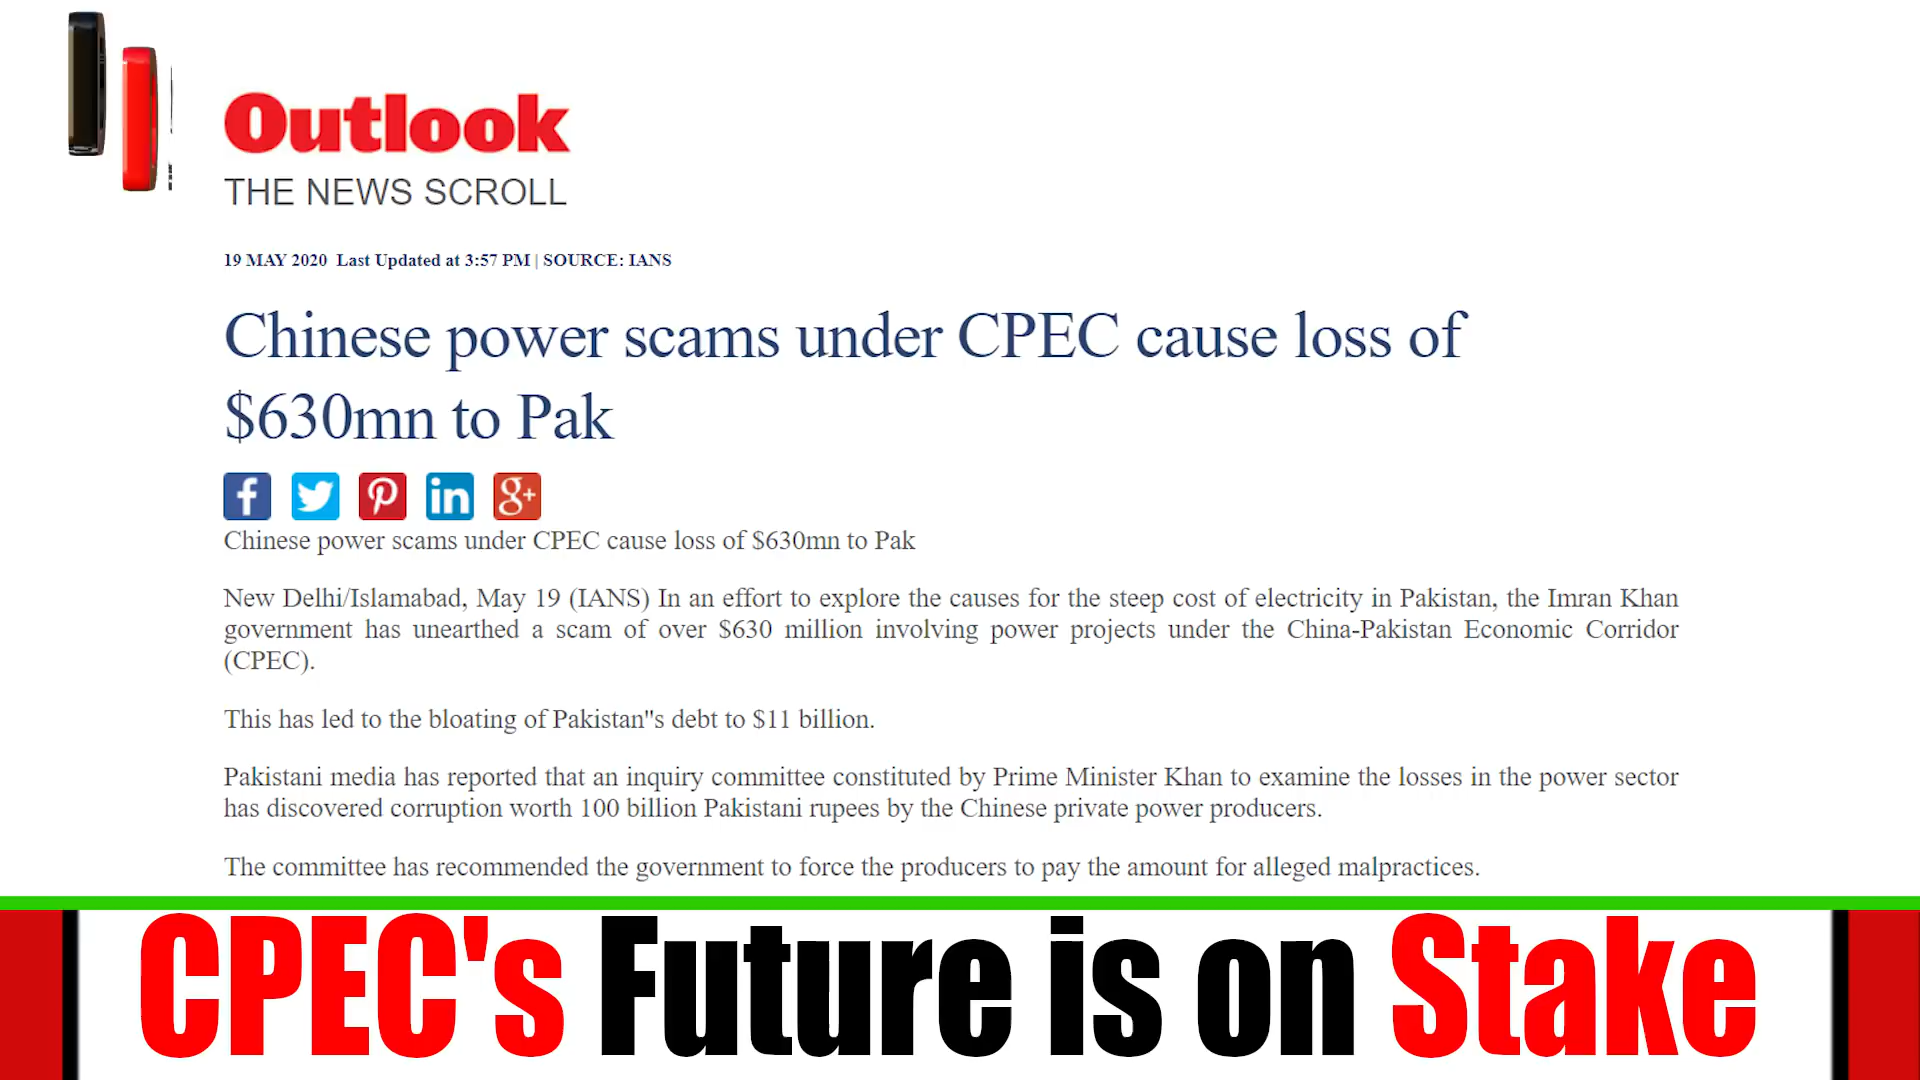 Outlook
THE NEWS SCROLL
19 MAY 2020 Last Updated at 3:57 PM | SOURCE: IANS
Chinese power scams under CPEC cause loss of
$630mn to Pak
Chinese power scams under CPEC cause loss of $630mn to Pak
New Delhi/Islamabad, May 19 (IANS) In an effort to explore the causes for the steep cost of electricity in Pakistan, the Imran Khan
government has unearthed a scam of over $630 million involving power projects under the China-Pakistan Economic Corridor
(CPEC).
This has led to the bloating of Pakistan"s debt to $11 billion.
Pakistani media has reported that an inquiry committee constituted by Prime Minister Khan to examine the losses in the power sector
has discovered corruption worth 100 billion Pakistani rupees by the Chinese private power producers.
The committee has recommended the government to force the producers to pay the amount for alleged malpractices.
CPEC's Future is on Stake